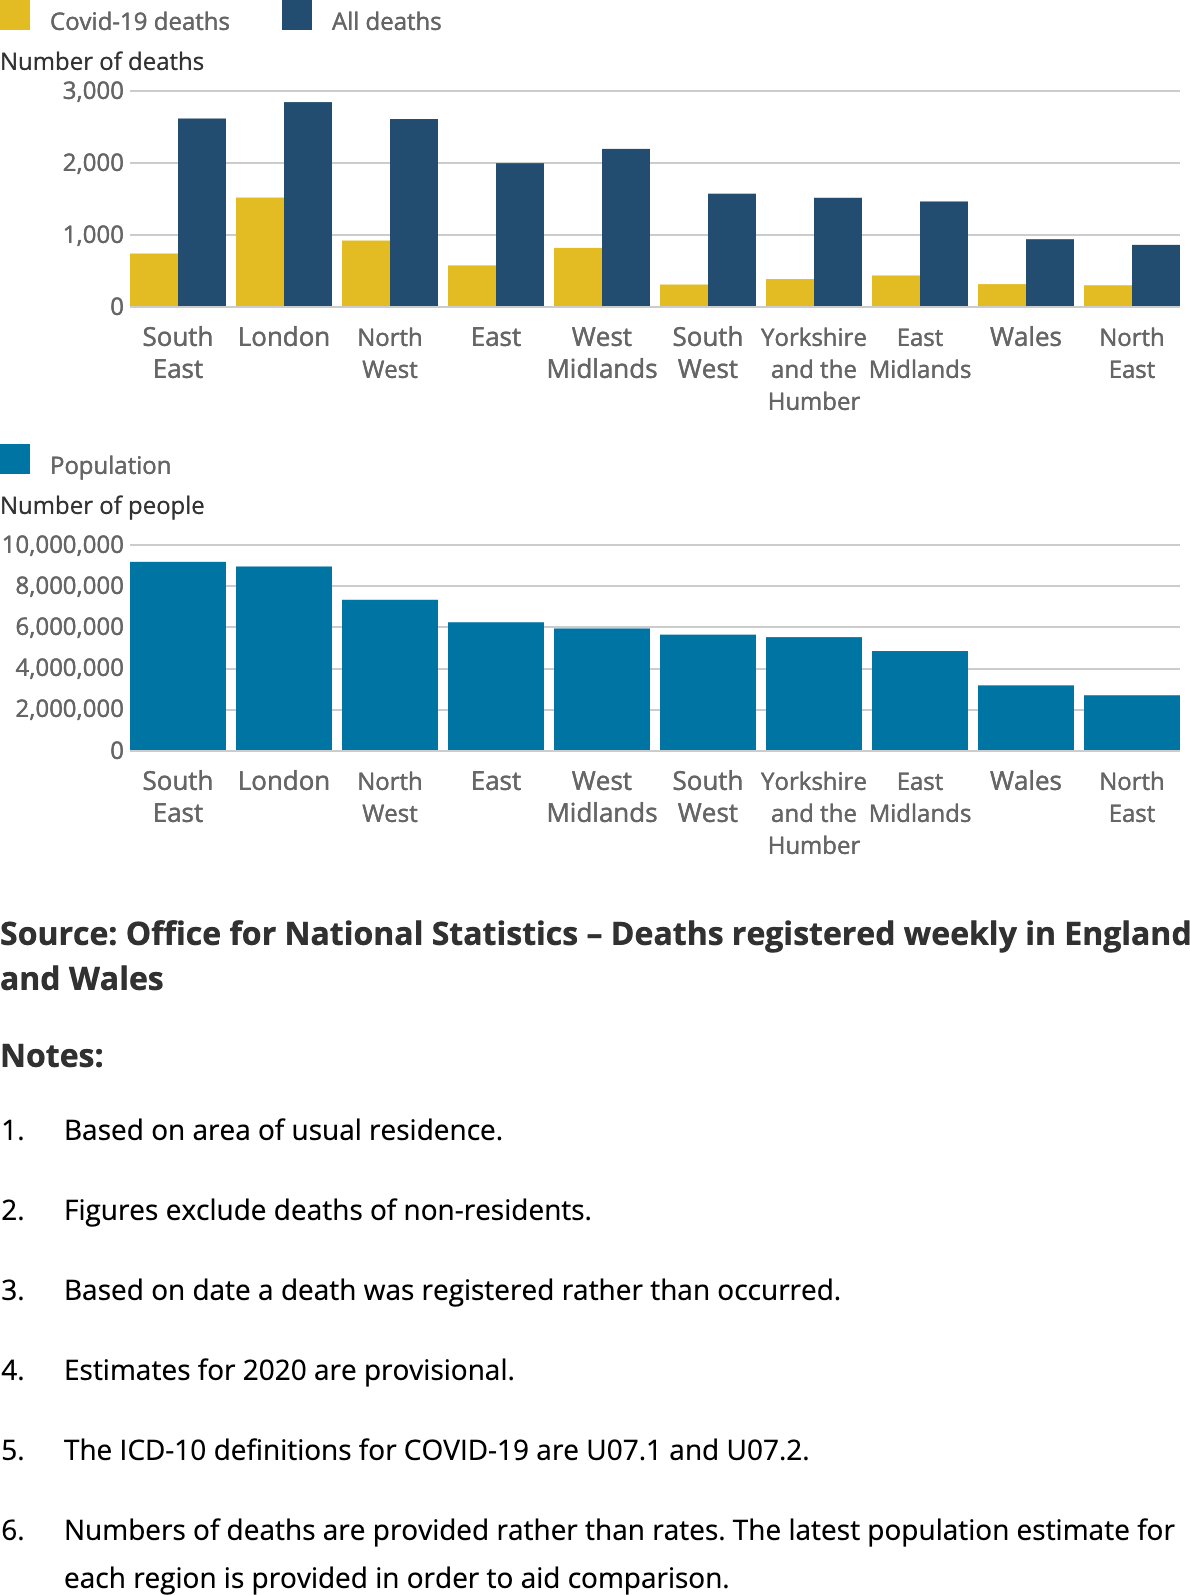 Covid-19 deaths All deaths
Number of deaths
3,000
2,000
1,000
0
South East London North West East West Midlands South West Yorkshire and the Humber East Midlands Wales North East
Population
Number of people
10,000,000
8,000,000
6,000,000
4,000,000
2,000,000
0
South East London North West East West Midlands South West Yorkshire and the Humber East Midlands Wales North East
Source: Office for National Statistics – Deaths registered weekly in England
and Wales
Notes:
1. Based on area of usual residence.
2. Figures exclude deaths of non-residents.
3. Based on date a death was registered rather than occurred.
4. Estimates for 2020 are provisional.
5. The ICD-10 definitions for COVID-19 are U07.1 and U07.2.
6. Numbers of deaths are provided rather than rates. The latest population estimate for
each region is provided in order to aid comparison.